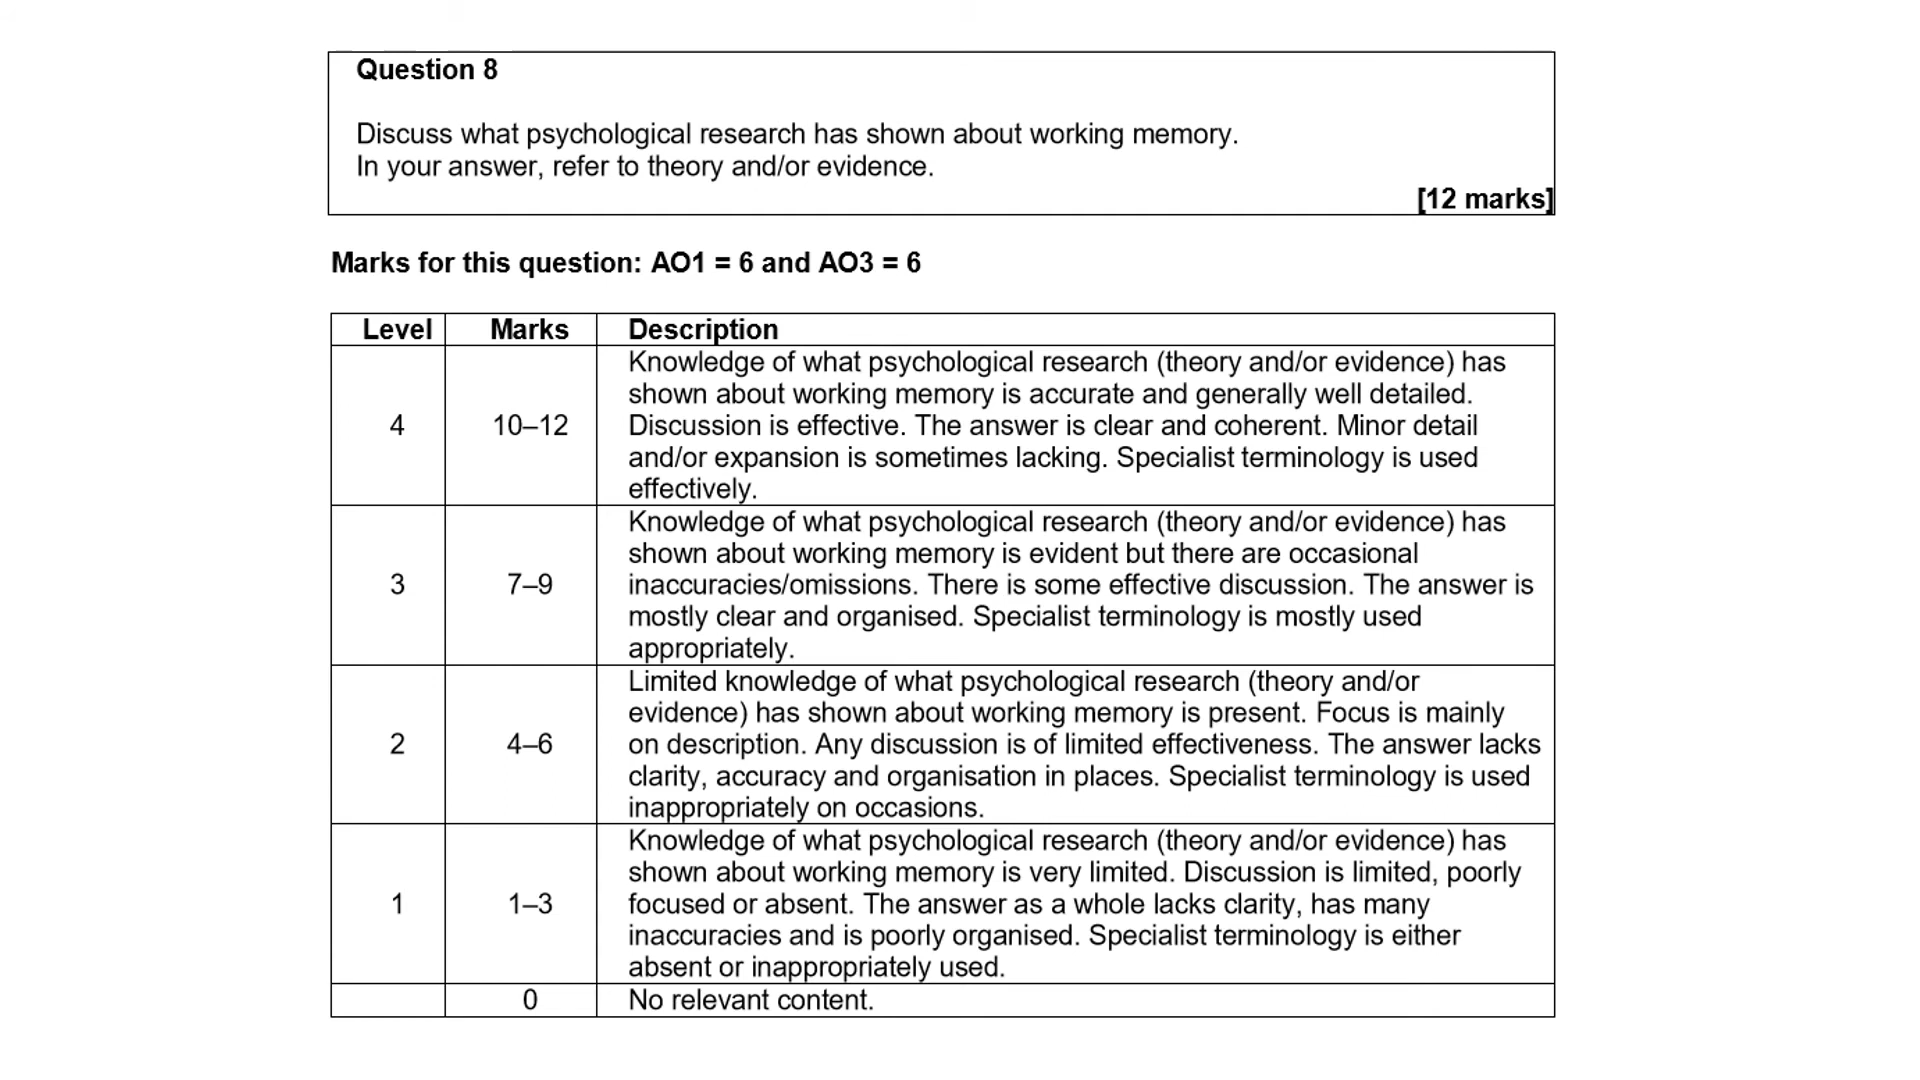 Question 8
Discuss what psychological research has shown about working memory.
In your answer, refer to theory and/or evidence.
[12 marks]
Marks for this question: AO1 = 6 and AO3 = 6
Level Marks Description
4 10–12 Knowledge of what psychological research (theory and/or evidence) has
shown about working memory is accurate and generally well detailed.
Discussion is effective. The answer is clear and coherent. Minor detail
and/or expansion is sometimes lacking. Specialist terminology is used
effectively.
3 7–9 Knowledge of what psychological research (theory and/or evidence) has
shown about working memory is evident but there are occasional
inaccuracies/omissions. There is some effective discussion. The answer is
mostly clear and organised. Specialist terminology is mostly used
appropriately.
2 4–6 Limited knowledge of what psychological research (theory and/or
evidence) has shown about working memory is present. Focus is mainly
on description. Any discussion is of limited effectiveness. The answer lacks
clarity, accuracy and organisation in places. Specialist terminology is used
inappropriately on occasions.
1 1–3 Knowledge of what psychological research (theory and/or evidence) has
shown about working memory is very limited. Discussion is limited, poorly
focused or absent. The answer as a whole lacks clarity, has many
inaccuracies and is poorly organised. Specialist terminology is either
absent or inappropriately used.
0 No relevant content.